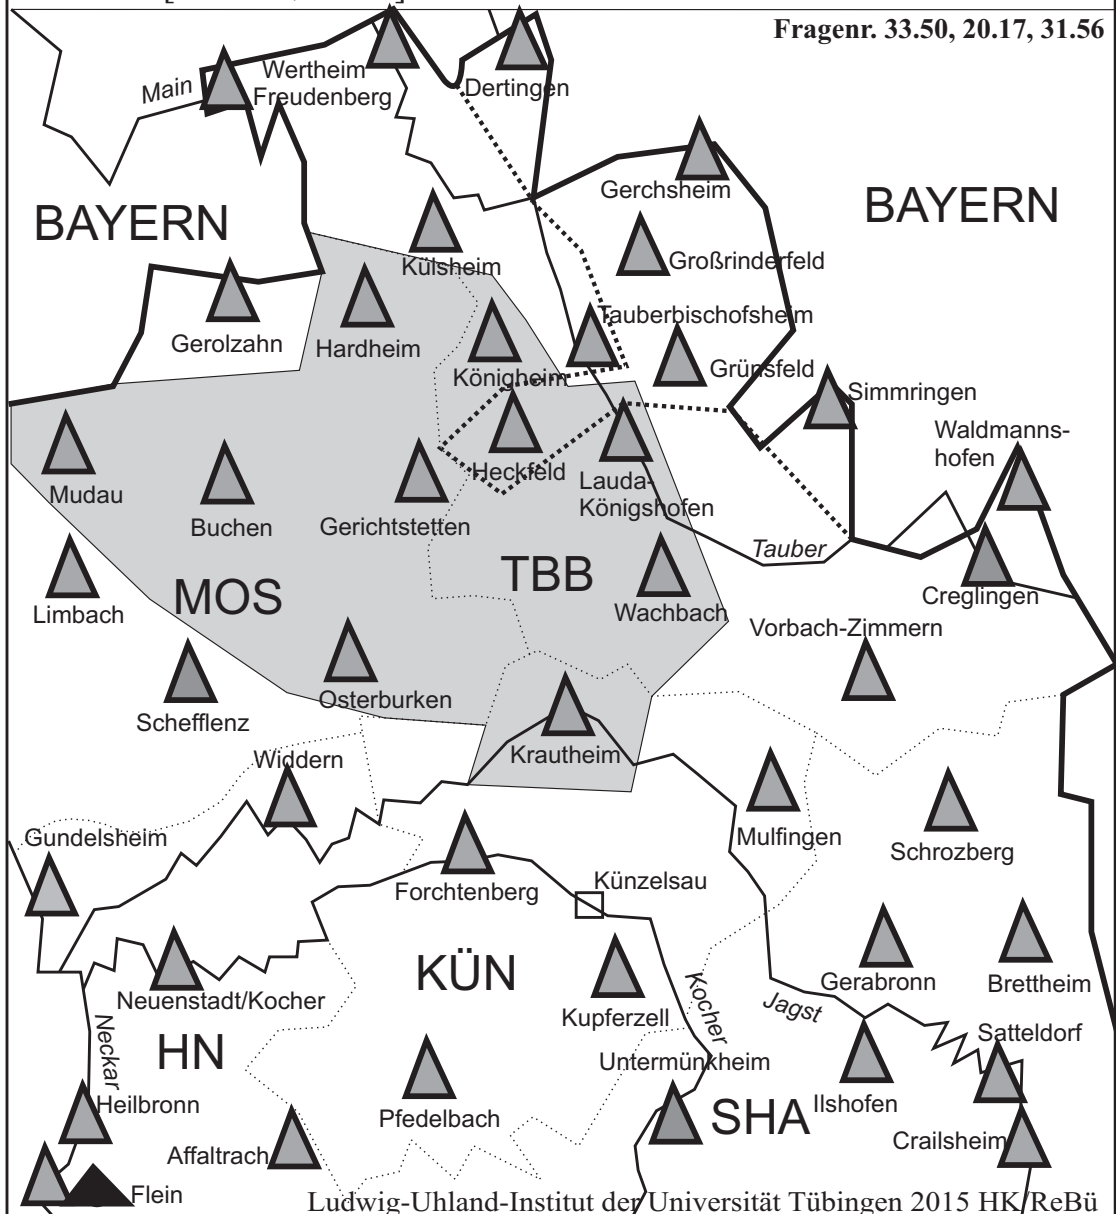 Fragenr. 33.50, 20.17, 31.56
Wertheim
Main
Freudenberg
Dertingen
Gerchsheim
BAYERN
BAYERN
Külsheim
Großrinderfeld
Tauberbischofsheim
Gerolzahn
Hardheim
Königheim
Grünsfeld
Simmringen
Waldmanns-
hofen
Mudau
Buchen
Gerichtstetten
Heckfeld
Lauda-
Königshofen
Tauber
TBB
MOS
Limbach
Wachbach
Creglingen
Vorbach-Zimmern
Osterburken
Schefflenz
Krautheim
Widdern
Gundelsheim
Mulfingen
Schrozberg
Forchtenberg
Künzelsau
KÜN
Neuenstadt/Kocher
Gerabronn
Brettheim
Kupferzell
Kocher
Jagst
Neckar
HN
Satteldorf
Untermünkheim
Heilbronn
Pfedelbach
SHA
Ilshofen
Crailsheim
Affaltrach
Flein
Ludwig-Uhland-Institut der Universität Tübingen 2015 HK/ReBü